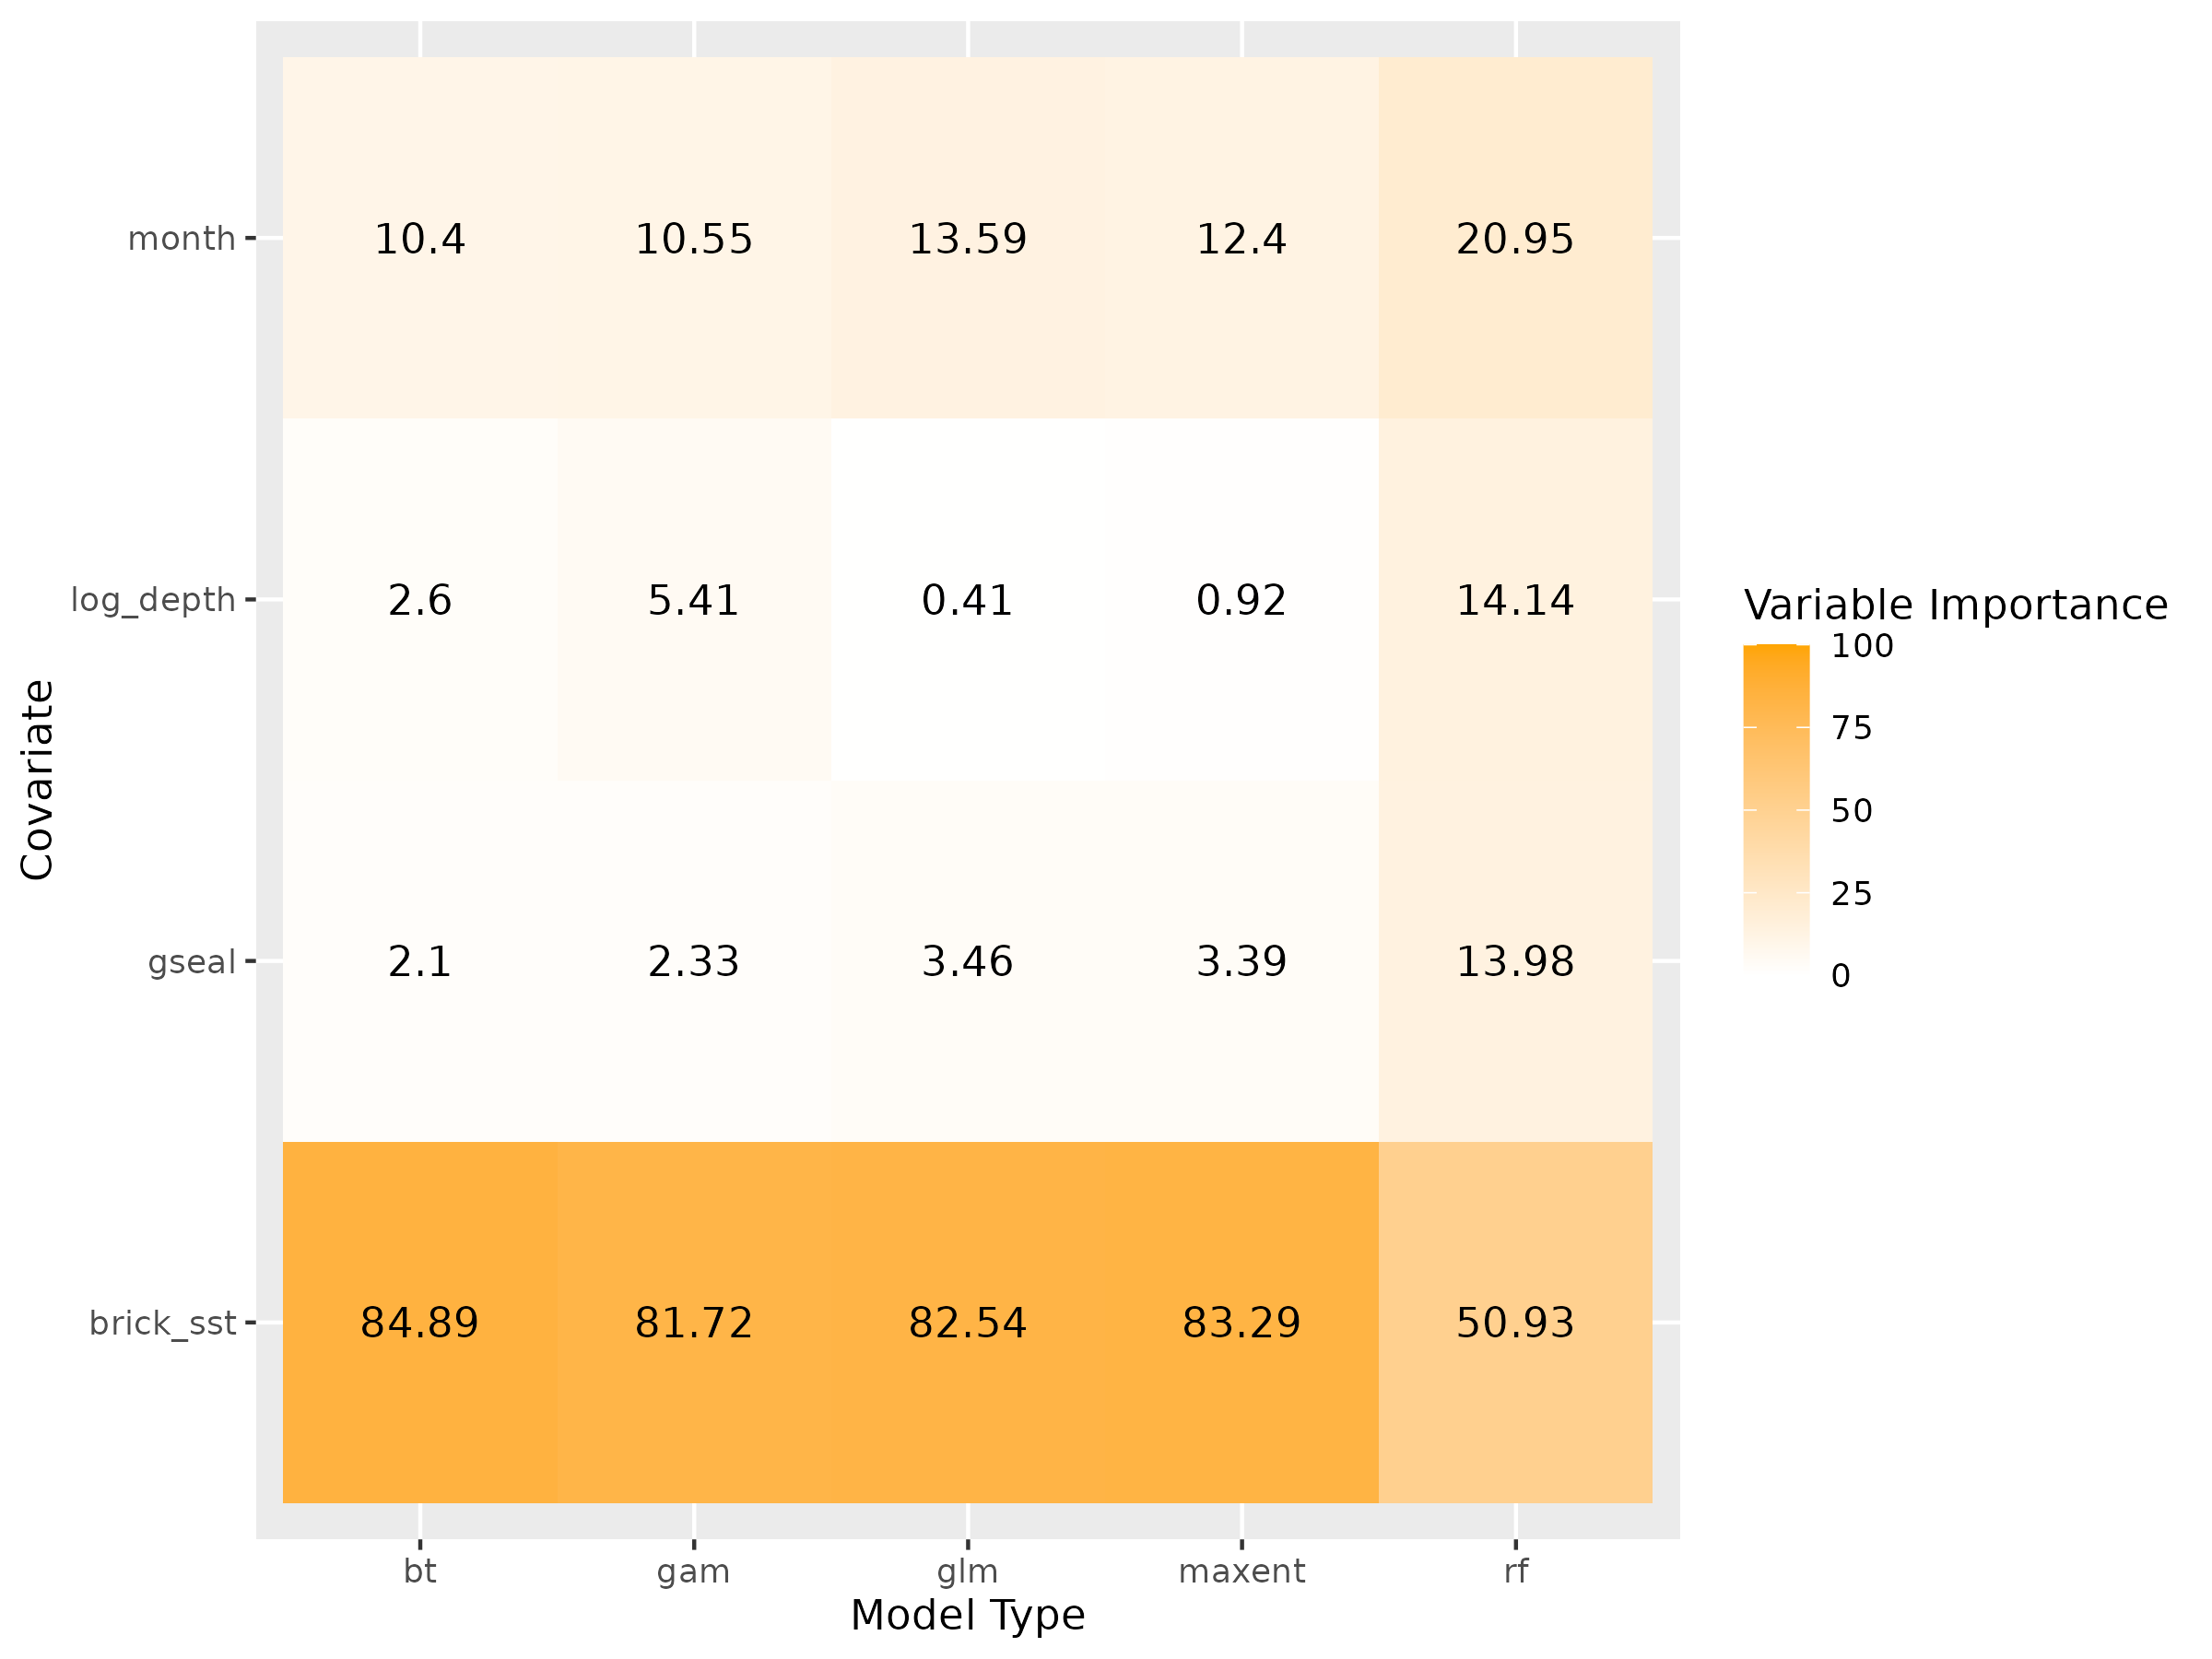 month 10.4 10.55 13.59 12.4 20.95
log_depth 2.6 5.41 0.41 0.92 14.14
gseal 2.1 2.33 3.46 3.39 13.98
brick_sst 84.89 81.72 82.54 83.29 50.93
bt gam glm maxent rf
Model Type
Covariate
Variable Importance
100
75
50
25
0